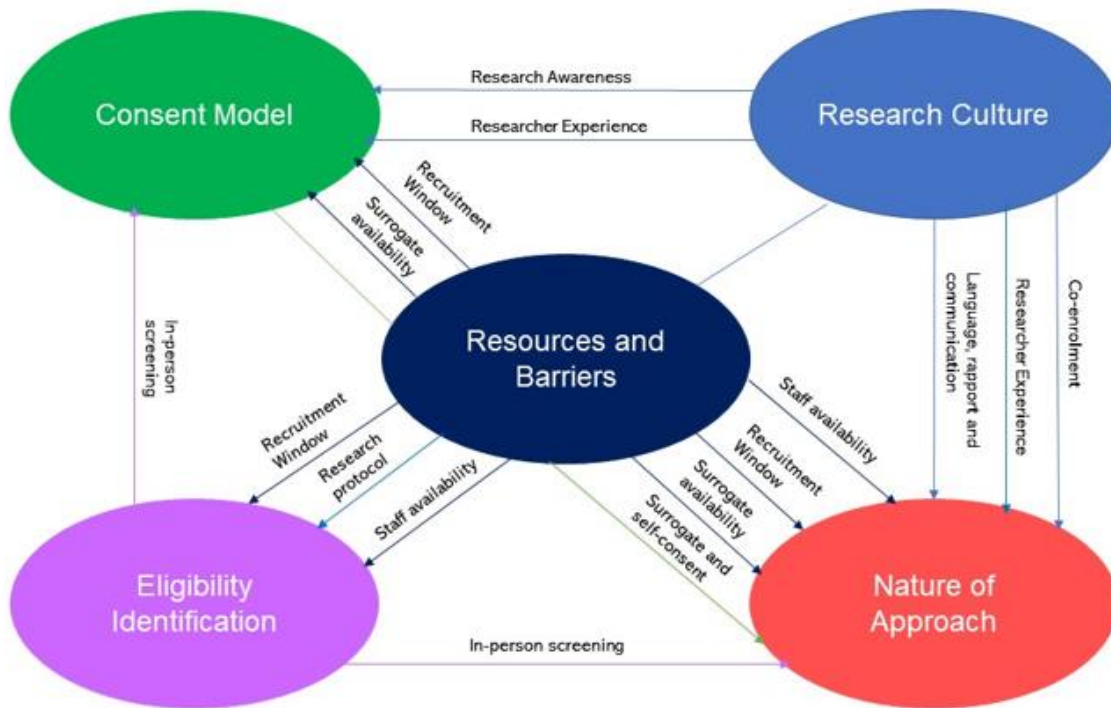 Consent Model
Research Awareness
Researcher Experience
Research Culture
Recruitment
Window
Surrogate
availability
In-person
screening
Resources and
Barriers
Language, rapport and
communication
Researcher Experience
Co-enrolment
Recruitment
Window
Research
protocol
Staff availability
Staff availability
Recruitment
Window
Surrogate
availability
Surrogate and
self-consent
Eligibility
Identification
In-person screening
Nature of
Approach